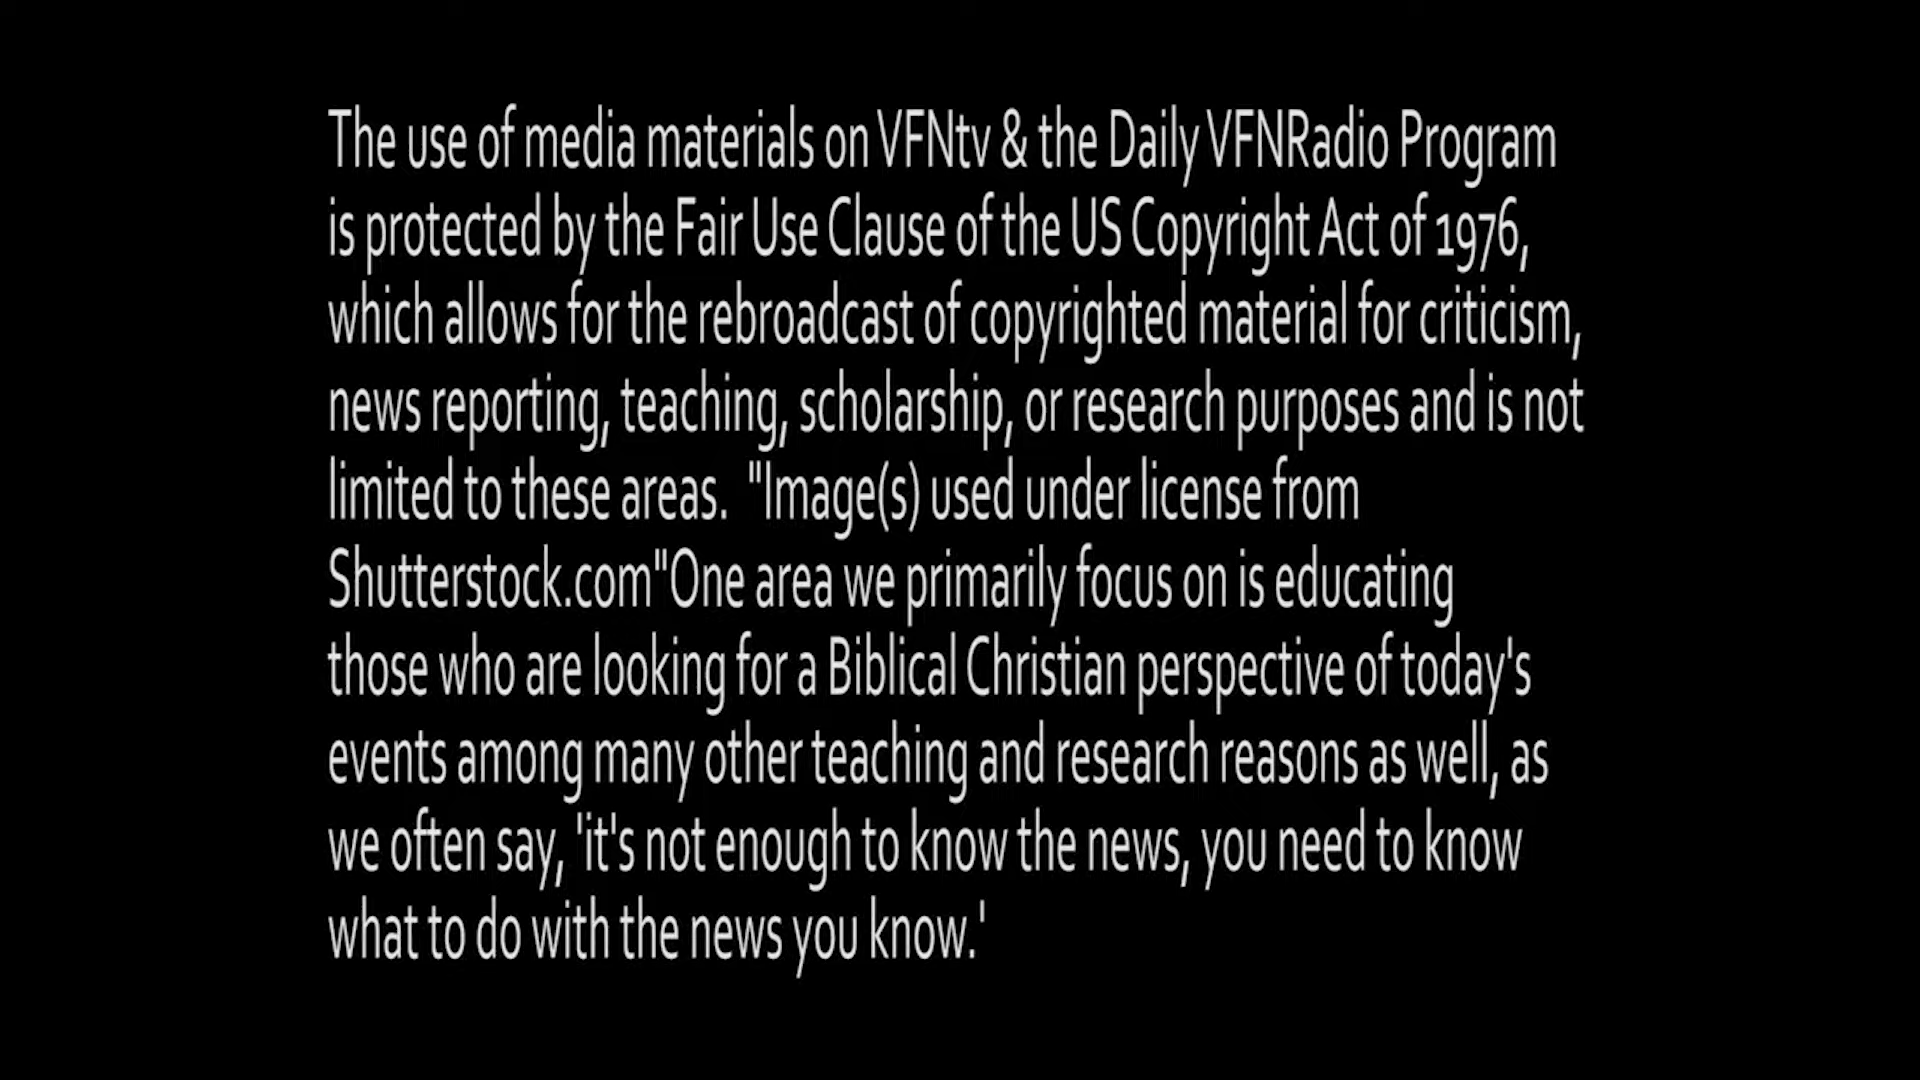 The use of media materials on VFNtv & the Daily VFNRadio Program
is protected by the Fair Use Clause of the US Copyright Act of 1976,
which allows for the rebroadcast of copyrighted material for criticism,
news reporting, teaching, scholarship, or research purposes and is not
limited to these areas.  "Image(s) used under license from
Shutterstock.com"One area we primarily focus on is educating
those who are looking for a Biblical Christian perspective of today's
events among many other teaching and research reasons as well, as
we often say, 'it's not enough to know the news, you need to know
what to do with the news you know.'